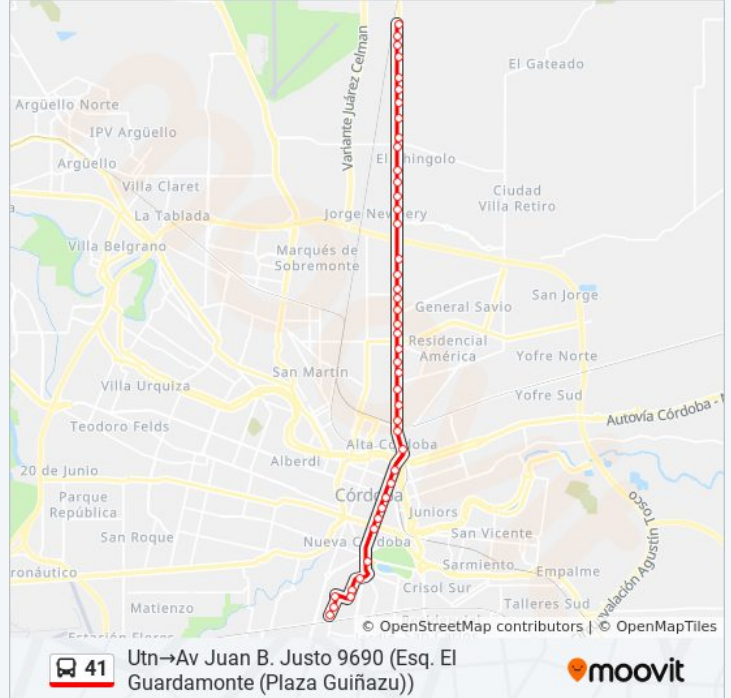 El Gateado
Variante Juárez Celman
Argüello Norte
IPV Argüello
Argüello
El Chingolo
Villa Claret
Ciudad
Villa Retiro
La Tablada
Jorge Newbery
Villa Belgrano
Marqués de
Sobremonte
San Jorge
General Savio
Residencial
América
Yofre Norte
San Martín
Villa Urquiza
Yofre Sud
Autovía Córdoba -
Teodoro Felds
Alta Córdoba
Alberdi
20 de Junio
Parque
República
Córdoba
Juniors
San Roque
Nueva Córdoba
San Vicente
Sarmiento
Empalme
Crisol Sur
Matienzo
Talleres Sud
Agustín Tosco
Estación Flores
© OpenStreetMap contributors | © OpenMapTiles
41
Utn→Av Juan B. Justo 9690 (Esq. El
Guardamonte (Plaza Guiñazu))
moovit